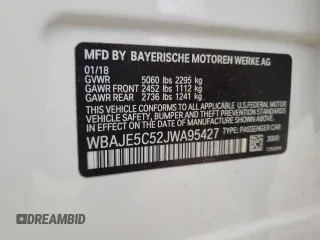 MFD BY BAYERISCHE MOTOREN WERKE AG
01/18
GVWR 5060 lbs 2295 kg
GAWR FRONT 2452 lbs 1112 kg
GAWR REAR 2736 lbs 1241 kg
THIS VEHICLE CONFORMS TO ALL APPLICABLE FEDERAL MOTOR
VEHICLE SAFETY, BUMPER, AND THEFT PREVENTION STANDARDS
IN EFFECT ON THE DATE OF MANUFACTURE SHOWN ABOVE.
WBAJE5C52JWA95427 TYPE: PASSENGER CAR
DREAMBID
DREAMBID.COM